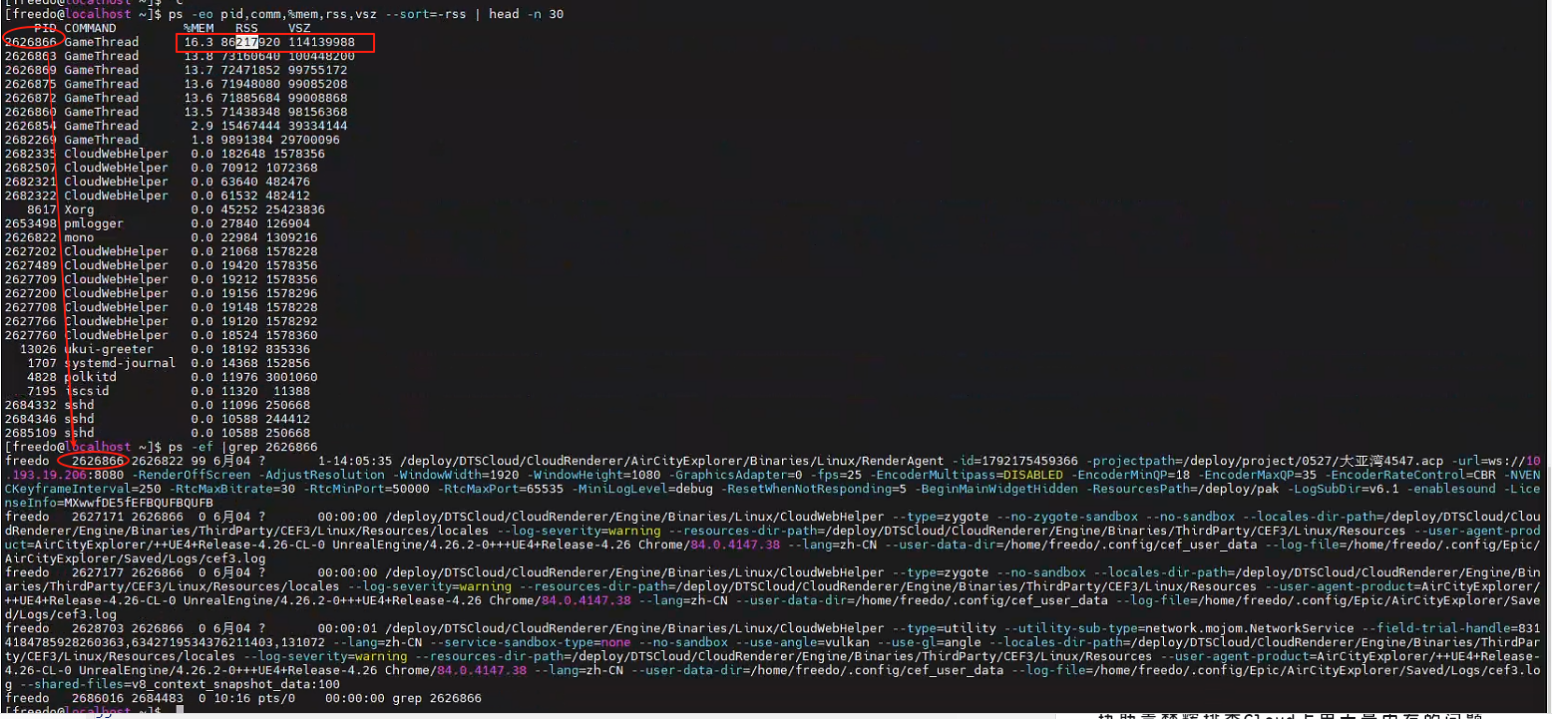 [freedo@localhost ~]$ ^C
[freedo@localhost ~]$ ps -eo pid,comm,%mem,rss,vsz --sort=-rss | head -n 30
PID COMMAND %MEM RSS VSZ
2626866 GameThread 16.3 86217920 114139988
2626863 GameThread 13.8 73160640 100448200
2626869 GameThread 13.7 72471852 99755172
2626875 GameThread 13.6 71948080 99085208
2626872 GameThread 13.6 71885684 99008868
2626860 GameThread 13.5 71438348 98156368
2626854 GameThread 2.9 15467444 39334144
2682269 GameThread 1.8 9891384 29700096
2682335 CloudWebHelper 0.0 182648 1578356
2682507 CloudWebHelper 0.0 70912 1072368
2682321 CloudWebHelper 0.0 63640 482476
2682322 CloudWebHelper 0.0 61532 482412
8617 Xorg 0.0 45252 25423836
2653498 pmlogger 0.0 27840 126904
2626822 mono 0.0 22984 1309216
2627202 CloudWebHelper 0.0 21068 1578228
2627489 CloudWebHelper 0.0 19420 1578356
2627709 CloudWebHelper 0.0 19212 1578356
2627200 CloudWebHelper 0.0 19156 1578296
2627708 CloudWebHelper 0.0 19148 1578228
2627766 CloudWebHelper 0.0 19120 1578292
2627760 CloudWebHelper 0.0 18524 1578360
13026 ukui-greeter 0.0 18192 835336
1707 systemd-journal 0.0 14368 152856
4828 polkitd 0.0 11976 3001060
7195 iscsid 0.0 11320 11388
2684332 sshd 0.0 11096 250668
2684346 sshd 0.0 10588 244412
2685109 sshd 0.0 10588 250668
[freedo@localhost ~]$ ps -ef |grep 2626866
freedo 2626866 2626822 99 6月04 ? 1-14:05:35 /deploy/DTSCloud/CloudRenderer/AirCityExplorer/Binaries/Linux/RenderAgent -id=1792175459366 -projectpath=/deploy/project/0527/大亚湾4547.acp -url=ws://10
.193.19.206:8080 -RenderOffScreen -AdjustResolution -WindowWidth=1920 -WindowHeight=1080 -GraphicsAdapter=0 -fps=25 -EncoderMultipass=DISABLED -EncoderMinQP=18 -EncoderMaxQP=35 -EncoderRateControl=CBR -NVEN
CKeyframeInterval=250 -RtcMaxBitrate=30 -RtcMinPort=50000 -RtcMaxPort=65535 -MiniLogLevel=debug -ResetWhenNotResponding=5 -BeginMainWidgetHidden -ResourcesPath=/deploy/pak -LogSubDir=v6.1 -enablesound -Lice
nseInfo=MXwwfDE5fEFBQUFBQUFB
freedo 2627171 2626866 0 6月04 ? 00:00:00 /deploy/DTSCloud/CloudRenderer/Engine/Binaries/Linux/CloudWebHelper --type=zygote --no-zygote-sandbox --no-sandbox --locales-dir-path=/deploy/DTSCloud/Clou
dRenderer/Engine/Binaries/ThirdParty/CEF3/Linux/Resources/locales --log-severity=warning --resources-dir-path=/deploy/DTSCloud/CloudRenderer/Engine/Binaries/ThirdParty/CEF3/Linux/Resources --user-agent-prod
uct=AirCityExplorer/++UE4+Release-4.26-CL-0 UnrealEngine/4.26.2-0+++UE4+Release-4.26 Chrome/84.0.4147.38 --lang=zh-CN --user-data-dir=/home/freedo/.config/cef_user_data --log-file=/home/freedo/.config/Epic/
AirCityExplorer/Saved/Logs/cef3.log
freedo 2627177 2626866 0 6月04 ? 00:00:00 /deploy/DTSCloud/CloudRenderer/Engine/Binaries/Linux/CloudWebHelper --type=zygote --no-sandbox --locales-dir-path=/deploy/DTSCloud/CloudRenderer/Engine/Bin
aries/ThirdParty/CEF3/Linux/Resources/locales --log-severity=warning --resources-dir-path=/deploy/DTSCloud/CloudRenderer/Engine/Binaries/ThirdParty/CEF3/Linux/Resources --user-agent-product=AirCityExplorer/
++UE4+Release-4.26-CL-0 UnrealEngine/4.26.2-0+++UE4+Release-4.26 Chrome/84.0.4147.38 --lang=zh-CN --user-data-dir=/home/freedo/.config/cef_user_data --log-file=/home/freedo/.config/Epic/AirCityExplorer/Save
d/Logs/cef3.log
freedo 2628703 2626866 0 6月04 ? 00:00:01 /deploy/DTSCloud/CloudRenderer/Engine/Binaries/Linux/CloudWebHelper --type=utility --utility-sub-type=network.mojom.NetworkService --field-trial-handle=831
4184785928260363,6342719534376211403,131072 --lang=zh-CN --service-sandbox-type=none --no-sandbox --use-angle=vulkan --use-gl=angle --locales-dir-path=/deploy/DTSCloud/CloudRenderer/Engine/Binaries/ThirdPar
ty/CEF3/Linux/Resources/locales --log-severity=warning --resources-dir-path=/deploy/DTSCloud/CloudRenderer/Engine/Binaries/ThirdParty/CEF3/Linux/Resources --user-agent-product=AirCityExplorer/++UE4+Release-
4.26-CL-0 UnrealEngine/4.26.2-0+++UE4+Release-4.26 Chrome/84.0.4147.38 --lang=zh-CN --user-data-dir=/home/freedo/.config/cef_user_data --log-file=/home/freedo/.config/Epic/AirCityExplorer/Saved/Logs/cef3.lo
g --shared-files=v8_context_snapshot_data:100
freedo 2686016 2684483 0 10:16 pts/0 00:00:00 grep 2626866
[freedo@localhost ~]$